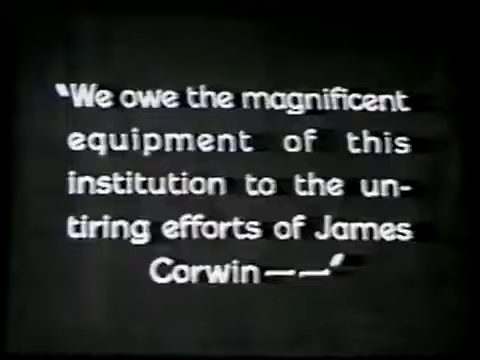 "We owe the magnificent
equipment of this
institution to the un-
tiring efforts of James
Corwin — —"